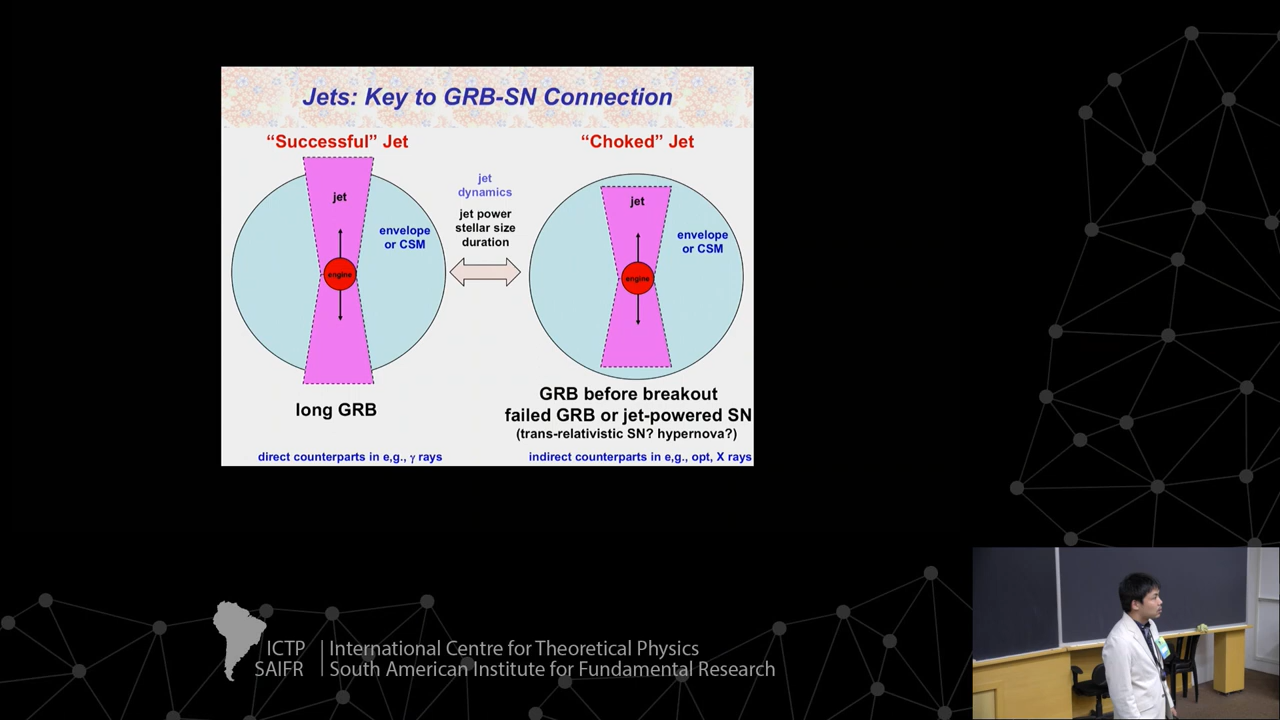 Jets: Key to GRB-SN Connection
“Successful” Jet
jet
envelope
or CSM
engine
long GRB
direct counterparts in e,g., γ rays
jet
dynamics
jet power
stellar size
duration
“Choked” Jet
jet
envelope
or CSM
engine
GRB before breakout
failed GRB or jet-powered SN
(trans-relativistic SN? hypernova?)
indirect counterparts in e,g., opt, X rays
ICTP
SAIFR
International Centre for Theoretical Physics
South American Institute for Fundamental Research